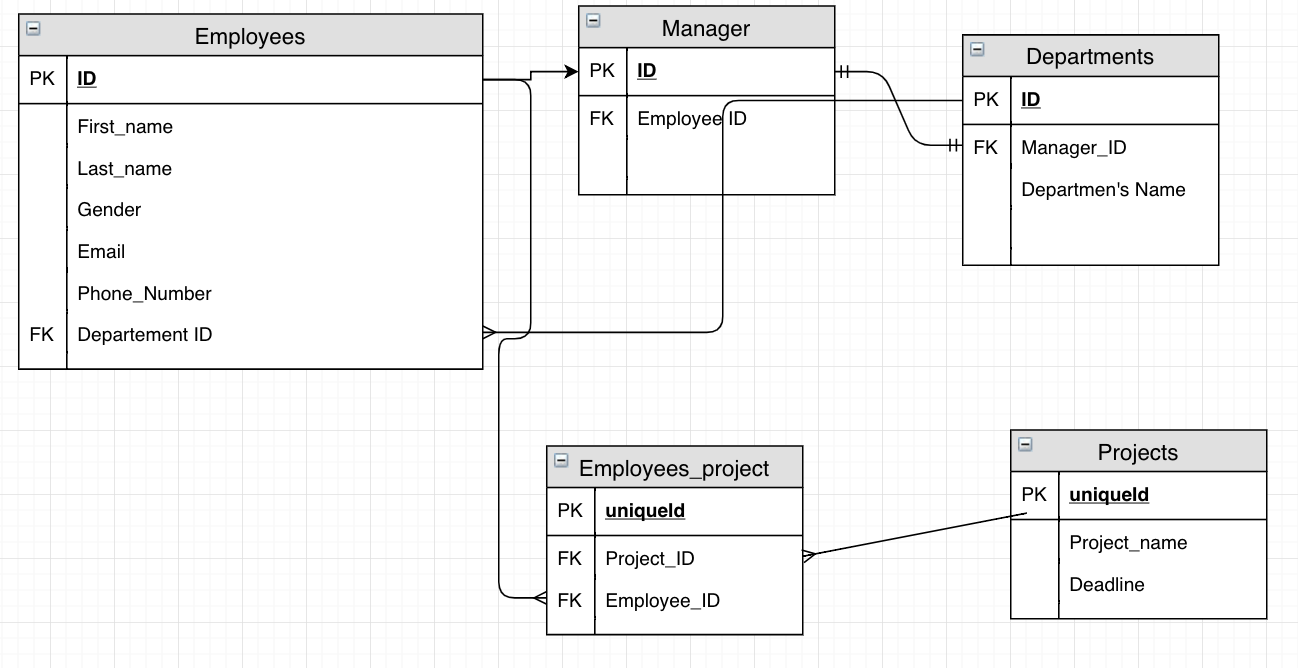 Employees
PK ID
First_name
Last_name
Gender
Email
Phone_Number
FK Departement ID
Manager
PK ID
FK Employee ID
Departments
PK ID
FK Manager_ID
Departmen's Name
Employees_project
PK uniqueId
FK Project_ID
FK Employee_ID
Projects
PK uniqueId
Project_name
Deadline